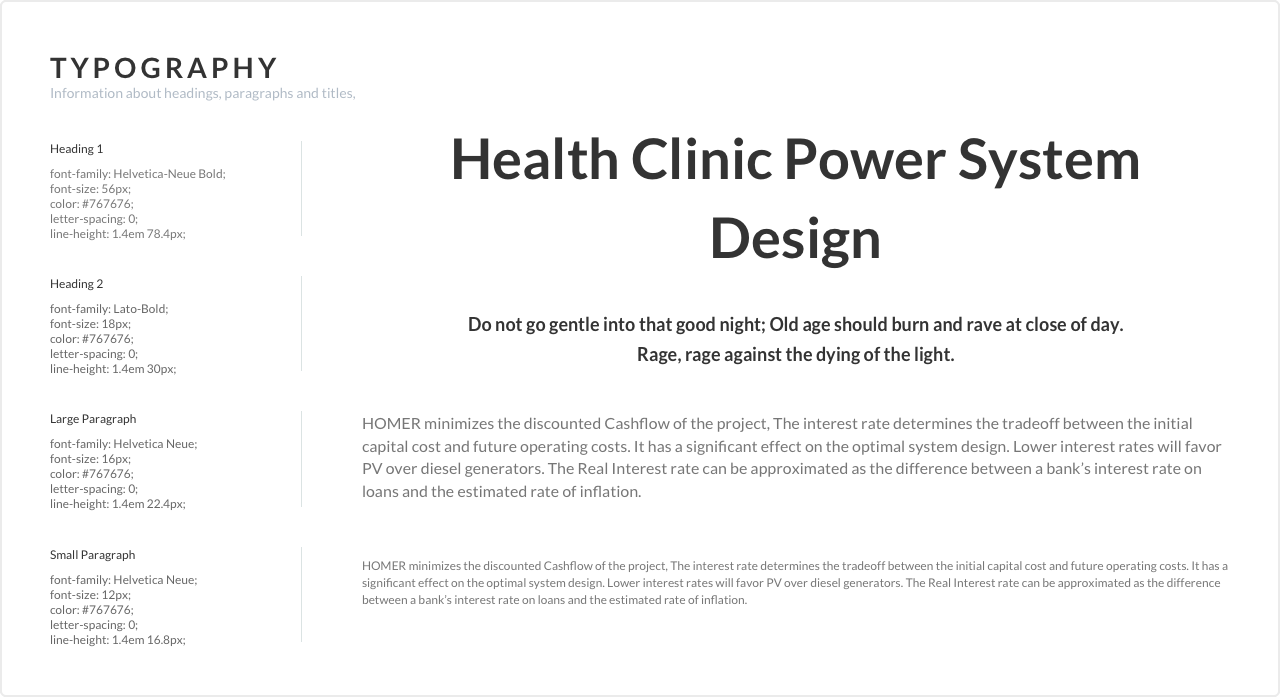 TYPOGRAPHY
Information about headings, paragraphs and titles,
Heading 1
font-family: Helvetica-Neue Bold;
font-size: 56px;
color: #767676;
letter-spacing: 0;
line-height: 1.4em 78.4px;
Health Clinic Power System
Design
Heading 2
font-family: Lato-Bold;
font-size: 18px;
color: #767676;
letter-spacing: 0;
line-height: 1.4em 30px;
Do not go gentle into that good night; Old age should burn and rave at close of day.
Rage, rage against the dying of the light.
Large Paragraph
font-family: Helvetica Neue;
font-size: 16px;
color: #767676;
letter-spacing: 0;
line-height: 1.4em 22.4px;
HOMER minimizes the discounted Cashflow of the project, The interest rate determines the tradeoff between the initial
capital cost and future operating costs. It has a significant effect on the optimal system design. Lower interest rates will favor
PV over diesel generators. The Real Interest rate can be approximated as the difference between a bank's interest rate on
loans and the estimated rate of inflation.
Small Paragraph
font-family: Helvetica Neue;
font-size: 12px;
color: #767676;
letter-spacing: 0;
line-height: 1.4em 16.8px;
HOMER minimizes the discounted Cashflow of the project, The interest rate determines the tradeoff between the initial capital cost and future operating costs. It has a
significant effect on the optimal system design. Lower interest rates will favor PV over diesel generators. The Real Interest rate can be approximated as the difference
between a bank's interest rate on loans and the estimated rate of inflation.